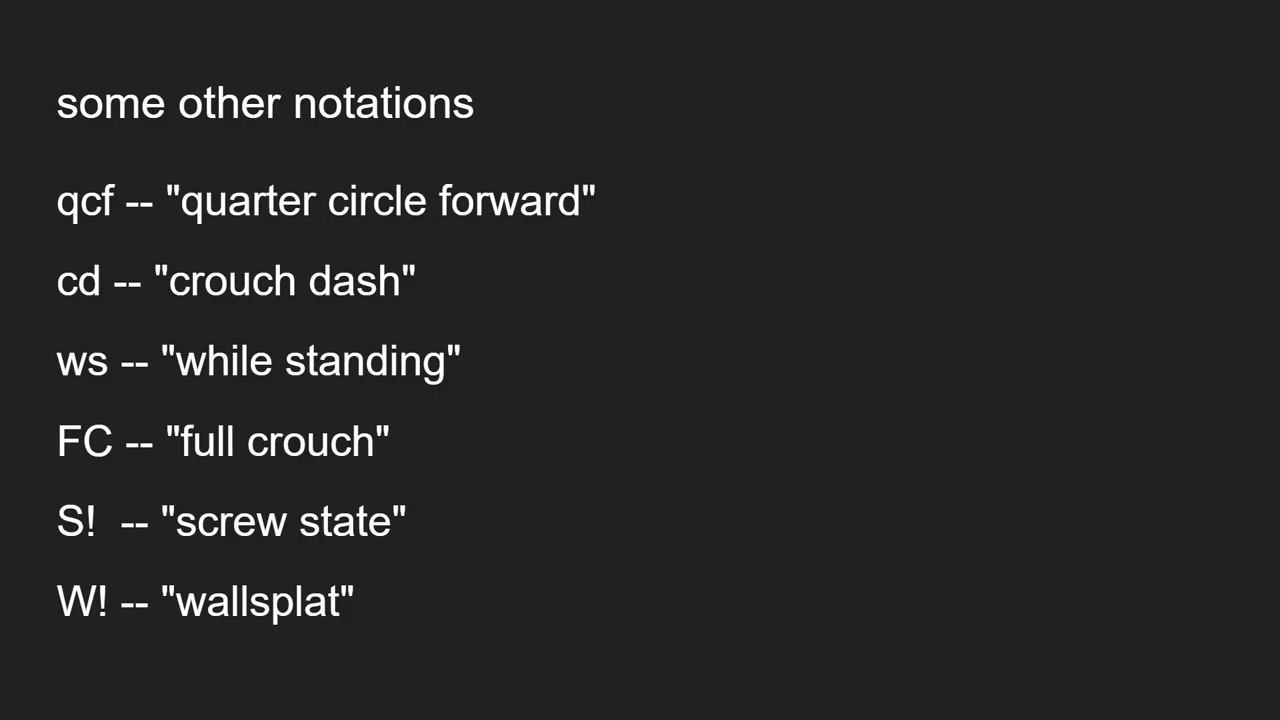 some other notations
qcf -- "quarter circle forward"
cd -- "crouch dash"
ws -- "while standing"
FC -- "full crouch"
S!  -- "screw state"
W! -- "wallsplat"